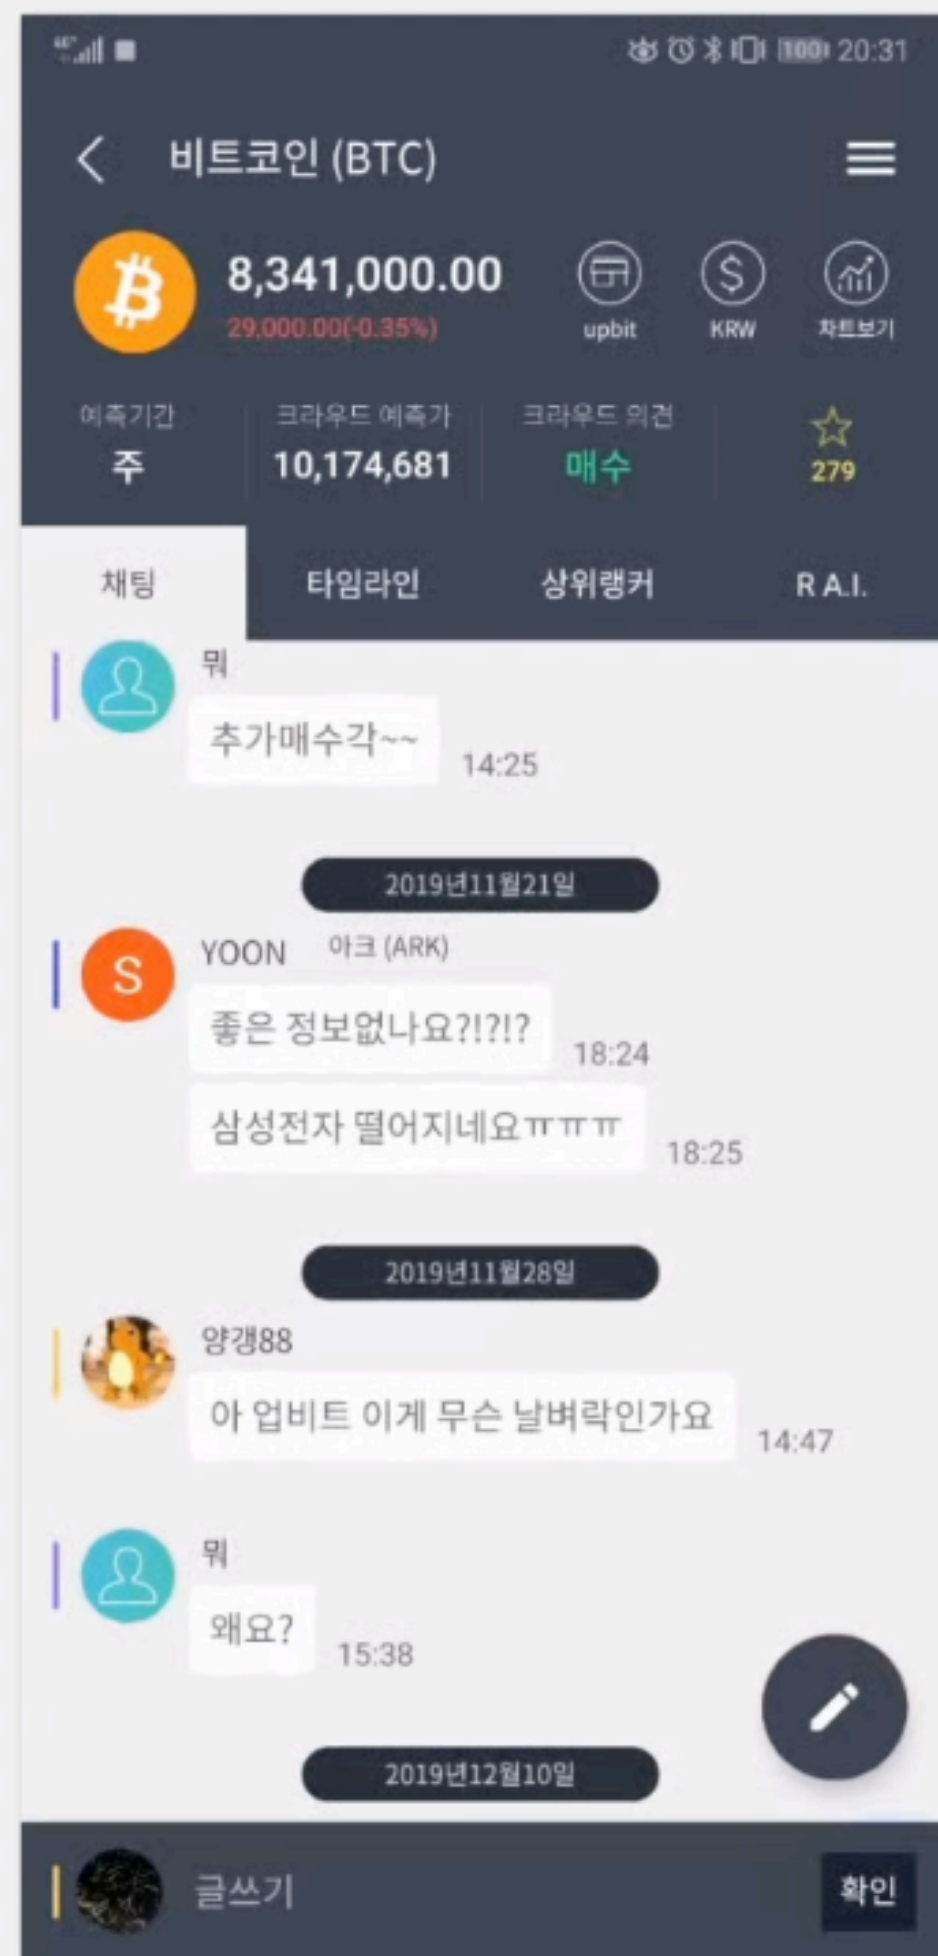 20:31
비트코인 (BTC)
8,341,000.00
29,000.00(-0.35%)
upbit
KRW
차트보기
예측기간
주
크라우드 예측가
10,174,681
크라우드 의견
매수
279
채팅
타임라인
상위랭커
R A.I.
뭐
추가매수각~~
14:25
2019년11월21일
YOON 아크 (ARK)
좋은 정보없나요?!?!?
18:24
삼성전자 떨어지네요ㅠㅠㅠ
18:25
2019년11월28일
양갱88
아 업비트 이게 무슨 날벼락인가요
14:47
뭐
왜요?
15:38
2019년12월10일
글쓰기
확인